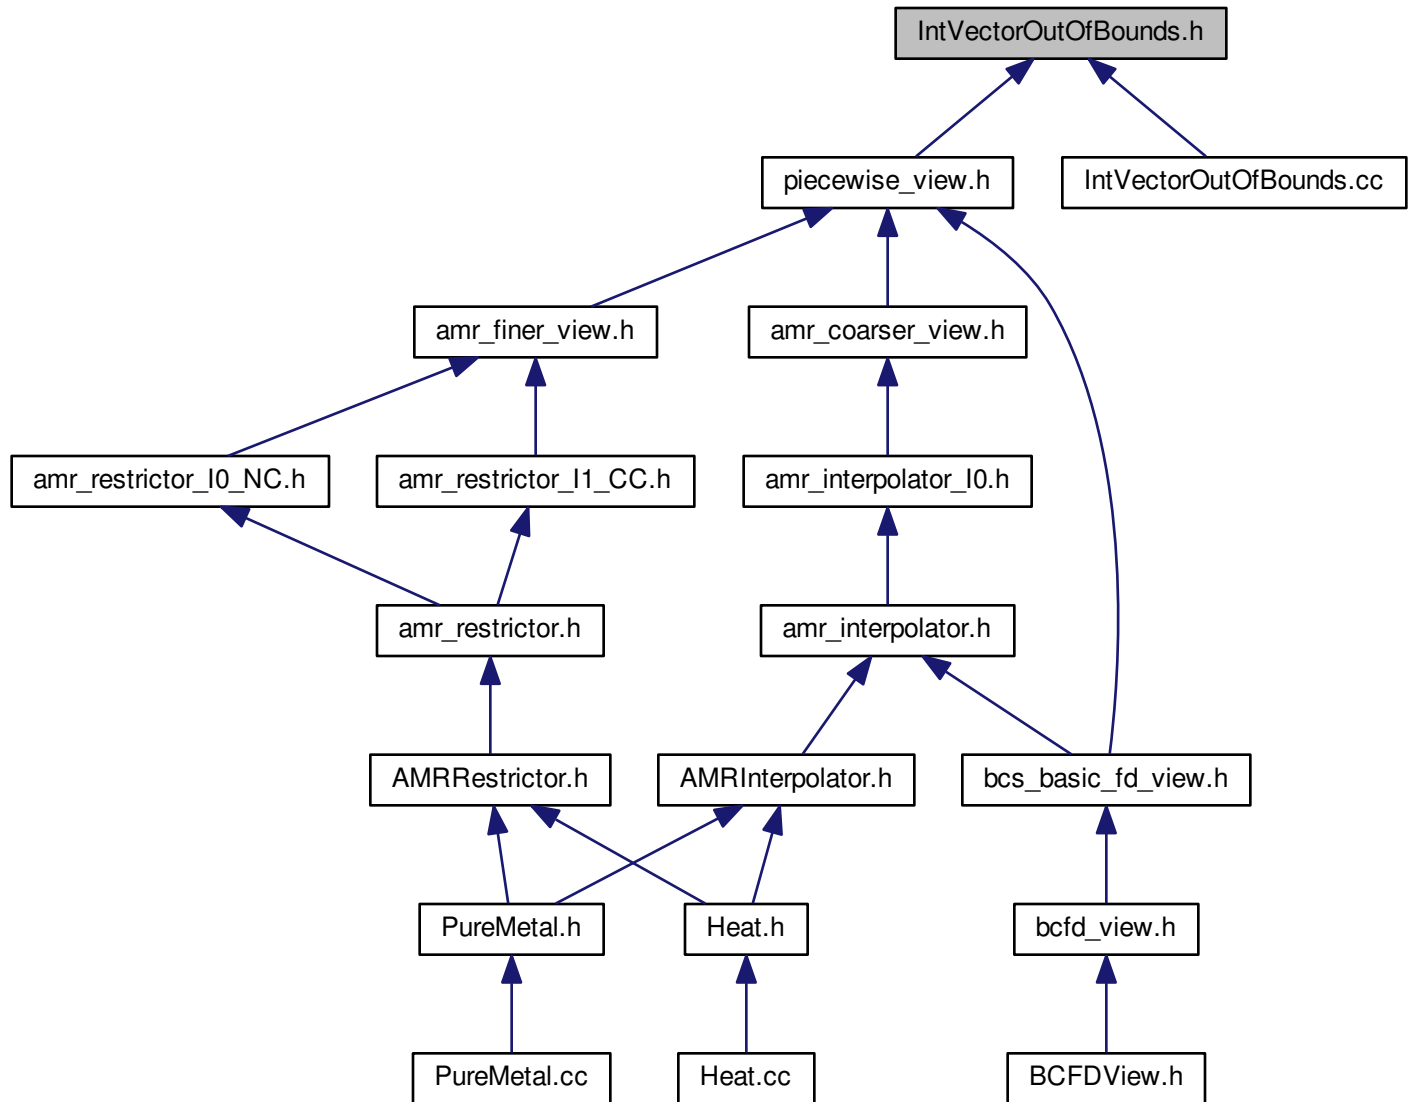 IntVectorOutOfBounds.h
piecewise_view.h
IntVectorOutOfBounds.cc
amr_finer_view.h
amr_coarser_view.h
amr_restrictor_I0_NC.h
amr_restrictor_I1_CC.h
amr_interpolator_I0.h
amr_restrictor.h
amr_interpolator.h
AMRRestrictor.h
AMRInterpolator.h
bcs_basic_fd_view.h
PureMetal.h
Heat.h
bcfd_view.h
PureMetal.cc
Heat.cc
BCFDView.h